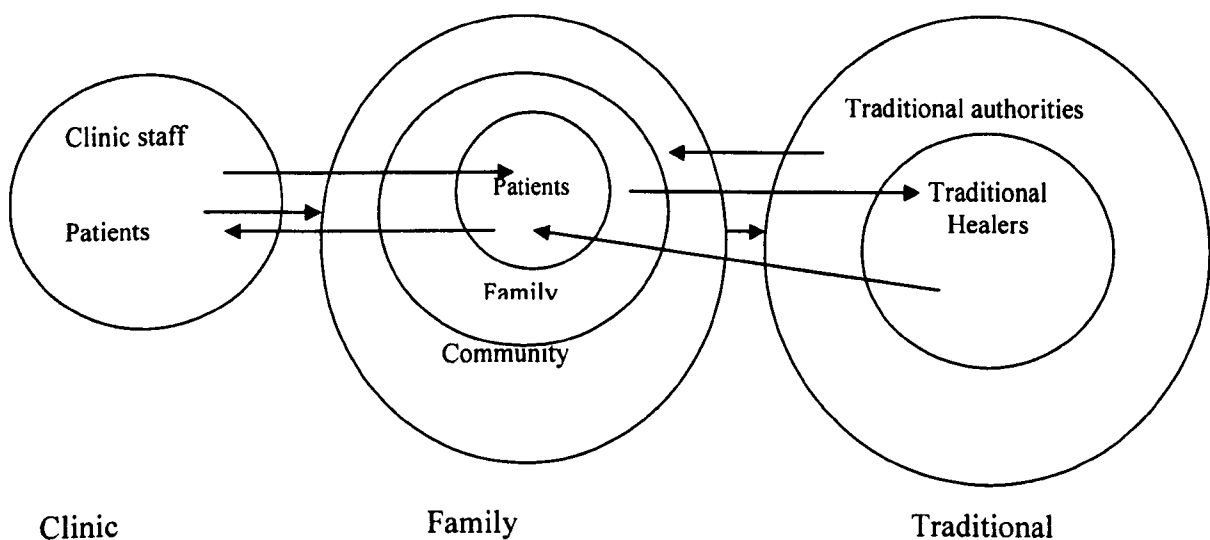 Clinic staff
Patients
Patients
Family
Community
Traditional authorities
Traditional
Healers
Clinic
Family
Traditional